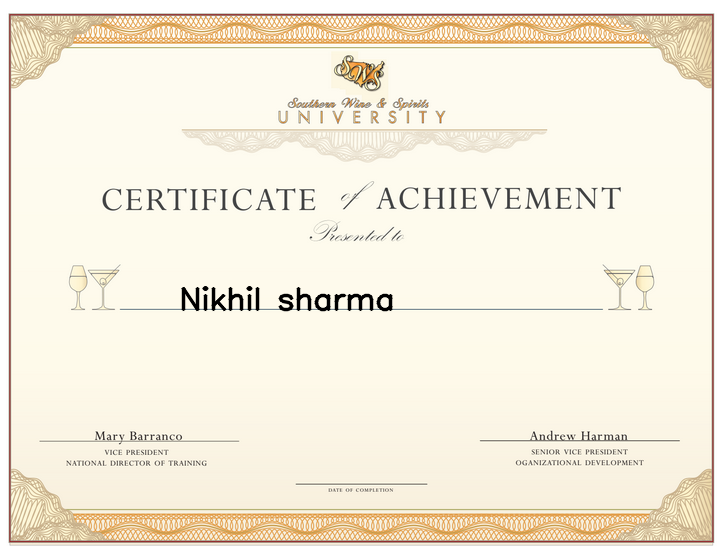 SWS
Southern Wine & Spirits
UNIVERSITY
CERTIFICATE of ACHIEVEMENT
Presented to
Nikhil sharma
Mary Barranco
VICE PRESIDENT
NATIONAL DIRECTOR OF TRAINING
Andrew Harman
SENIOR VICE PRESIDENT
OGANIZATIONAL DEVELOPMENT
DATE OF COMPLETION